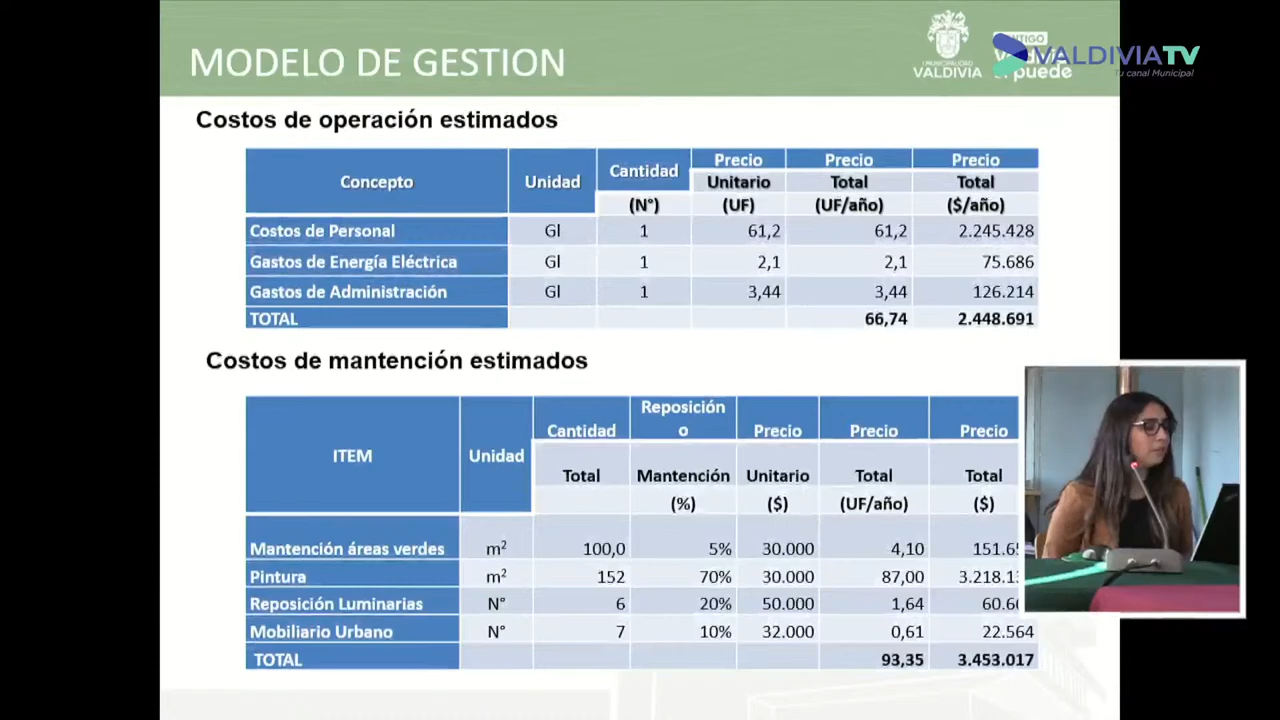 MODELO DE GESTION
I. MUNICIPALIDAD
VALDIVIA
VALDIVIATV
Tu canal Municipal
se puede
Costos de operación estimados
Concepto Unidad Cantidad Precio Precio Precio
Unitario Total Total
(N°) (UF) (UF/año) ($/año)
Costos de Personal Gl 1 61,2 61,2 2.245.428
Gastos de Energía Eléctrica Gl 1 2,1 2,1 75.686
Gastos de Administración Gl 1 3,44 3,44 126.214
TOTAL 66,74 2.448.691
Costos de mantención estimados
ITEM Unidad Cantidad Reposición o Precio Precio Precio
Total Mantención Unitario Total Total
(%) ($) (UF/año) ($)
Mantención áreas verdes m² 100,0 5% 30.000 4,10
Pintura m² 152 70% 30.000 87,00
Reposición Luminarias N° 6 20% 50.000 1,64
Mobiliario Urbano N° 7 10% 32.000 0,61 22.564
TOTAL 93,35 3.453.017